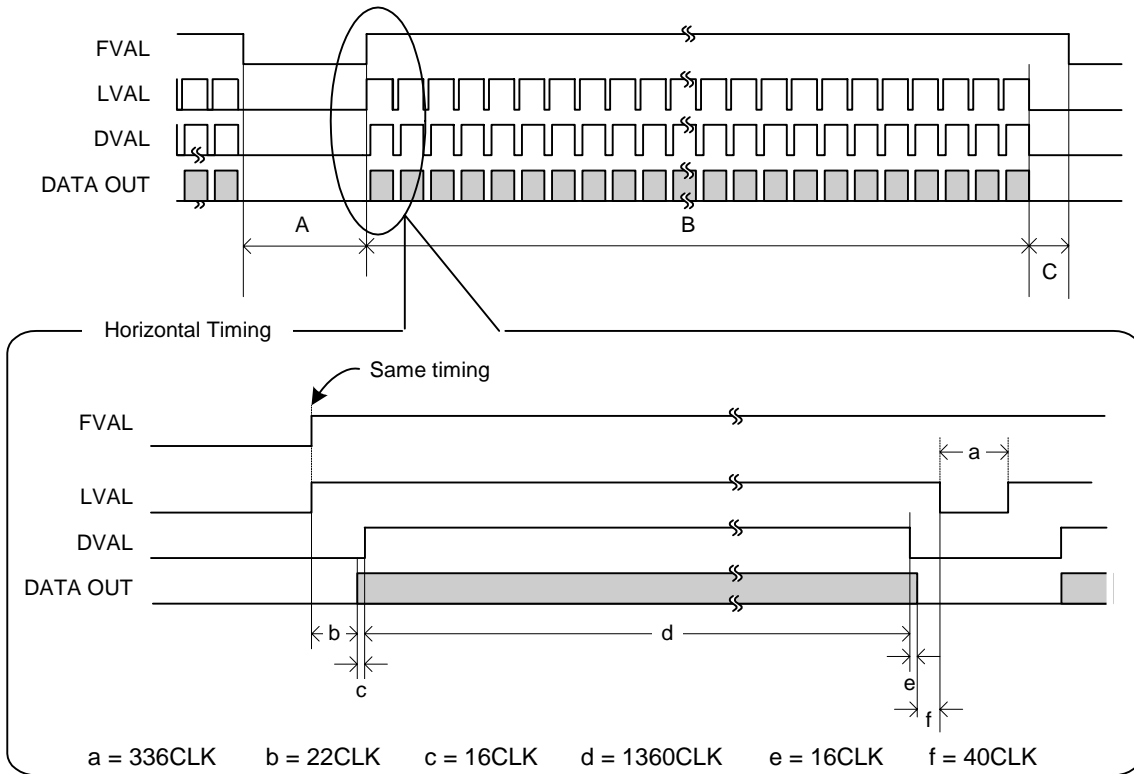 FVAL
LVAL
DVAL
DATA OUT
A
B
C
Horizontal Timing
Same timing
FVAL
a
LVAL
DVAL
DATA OUT
b
d
c
e
f
a = 336CLK b = 22CLK c = 16CLK d = 1360CLK e = 16CLK f = 40CLK